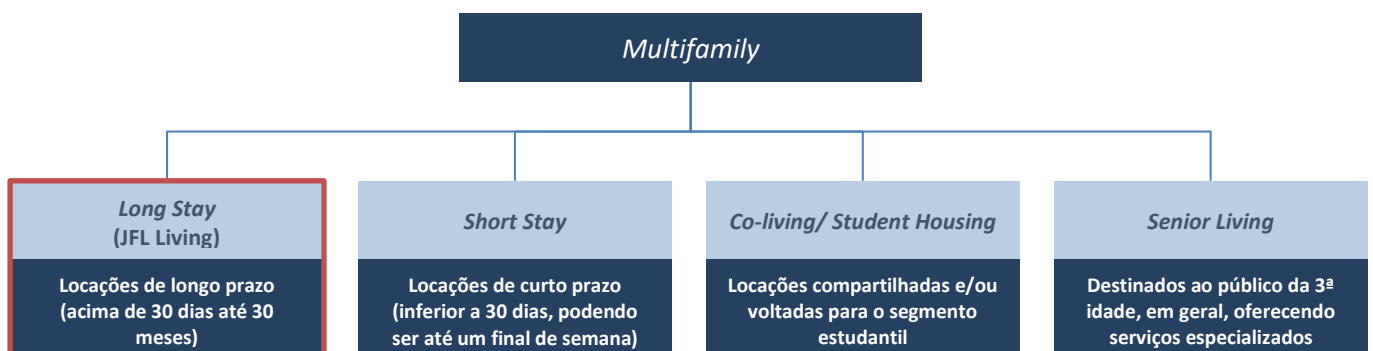 Multifamily
Long Stay
(JFL Living)
Locações de longo prazo
(acima de 30 dias até 30
meses)
Short Stay
Locações de curto prazo
(inferior a 30 dias, podendo
ser até um final de semana)
Co-living/ Student Housing
Locações compartilhadas e/ou
voltadas para o segmento
estudantil
Senior Living
Destinados ao público da 3ª
idade, em geral, oferecendo
serviços especializados